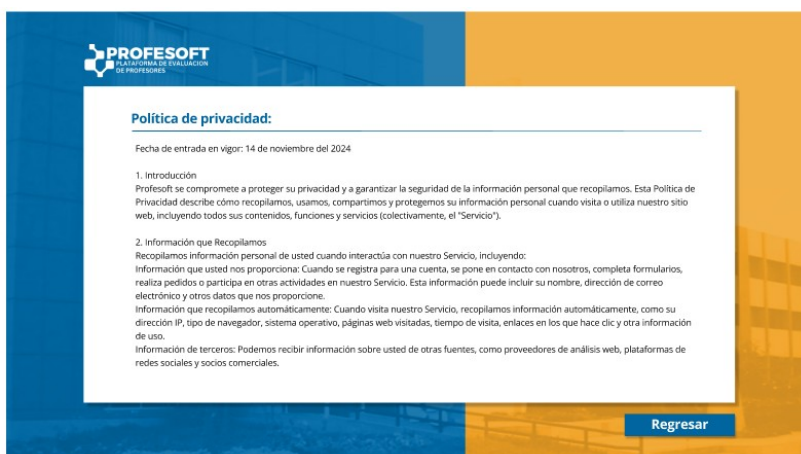 PROFESOFT
PLATAFORMA DE EVALUACION
DE PROFESORES
Política de privacidad:
Fecha de entrada en vigor: 14 de noviembre del 2024
1. Introducción
Profesoft se compromete a proteger su privacidad y a garantizar la seguridad de la información personal que recopilamos. Esta Política de
Privacidad describe cómo recopilamos, usamos, compartimos y protegemos su información personal cuando visita o utiliza nuestro sitio
web, incluyendo todos sus contenidos, funciones y servicios (colectivamente, el "Servicio").
2. Información que Recopilamos
Recopilamos información personal de usted cuando interactúa con nuestro Servicio, incluyendo:
Información que usted nos proporciona: Cuando se registra para una cuenta, se pone en contacto con nosotros, completa formularios,
realiza pedidos o participa en otras actividades en nuestro Servicio. Esta información puede incluir su nombre, dirección de correo
electrónico y otros datos que nos proporcione.
Información que recopilamos automáticamente: Cuando visita nuestro Servicio, recopilamos información automáticamente, como su
dirección IP, tipo de navegador, sistema operativo, páginas web visitadas, tiempo de visita, enlaces en los que hace clic y otra información
de uso.
Información de terceros: Podemos recibir información sobre usted de otras fuentes, como proveedores de análisis web, plataformas de
redes sociales y socios comerciales.
Regresar